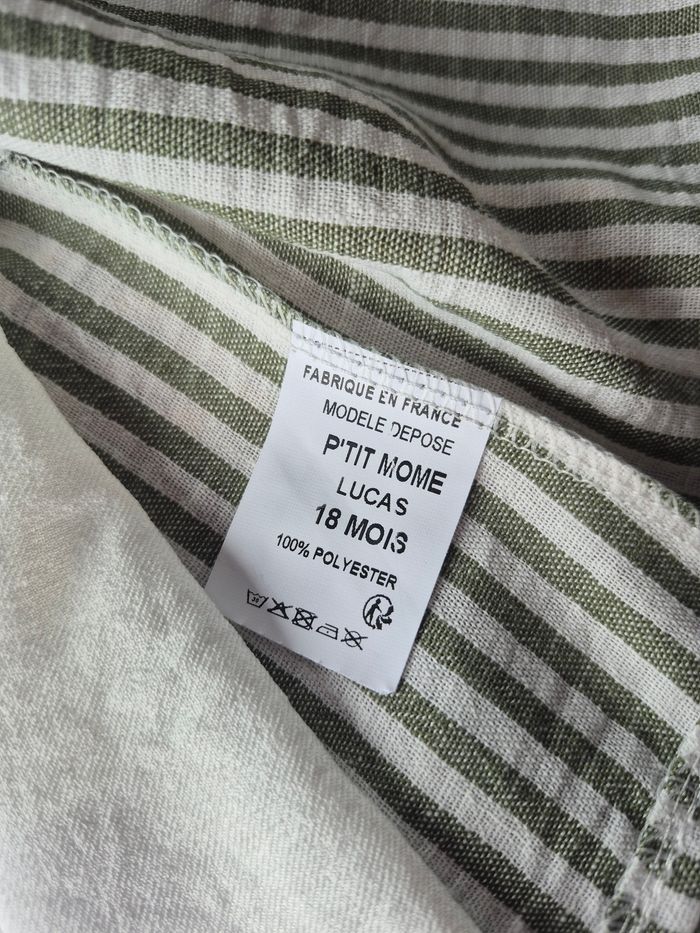 FABRIQUE EN FRANCE
MODELE DEPOSE
P'TIT MOME
LUCAS
18 MOIS
100% POLYESTER